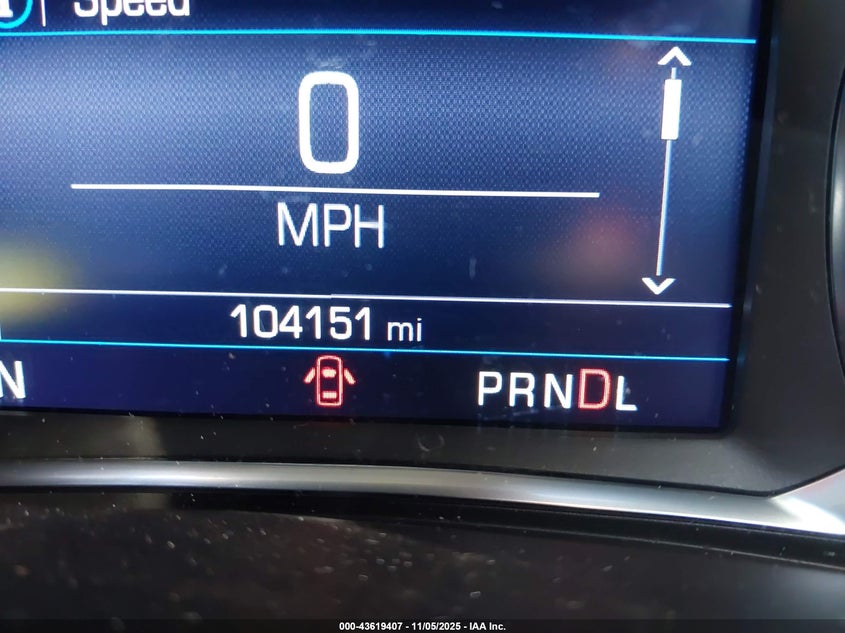 Speed
0
MPH
104151 mi
N
PRNDL
000-43619407 - 11/05/2025 - IAA Inc.